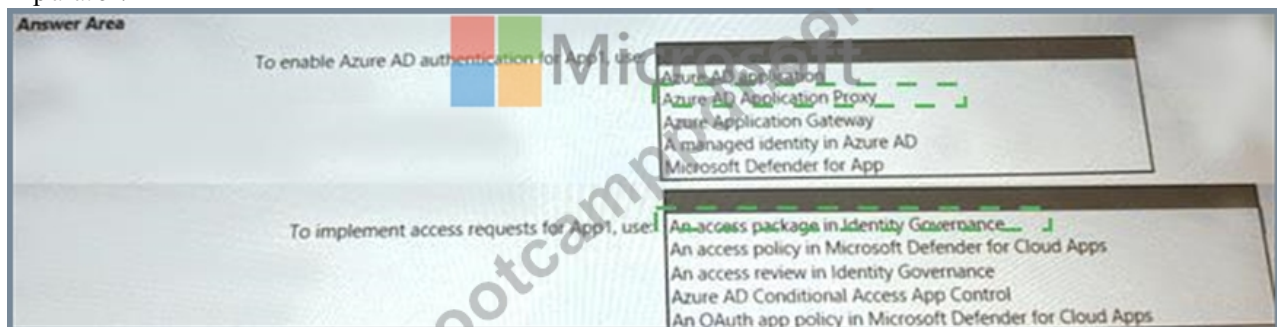 Answer Area
Microsoft
To enable Azure AD authentication for App1, use:
Azure AD Application
Azure AD Application Proxy
Azure Application Gateway
A managed identity in Azure AD
Microsoft Defender for App
To implement access requests for App1, use:
An access package in Identity Governance
An access policy in Microsoft Defender for Cloud Apps
An access review in Identity Governance
Azure AD Conditional Access App Control
An OAuth app policy in Microsoft Defender for Cloud Apps